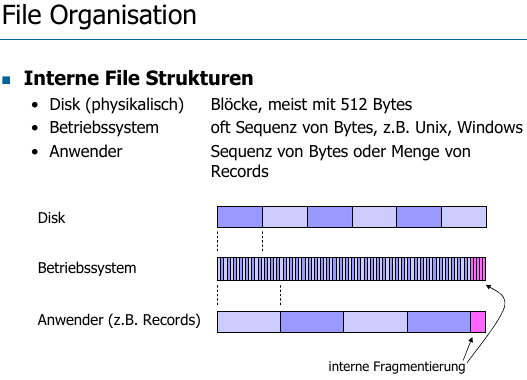 File Organisation
Interne File Strukturen
• Disk (physikalisch) Blöcke, meist mit 512 Bytes
• Betriebssystem oft Sequenz von Bytes, z.B. Unix, Windows
• Anwender Sequenz von Bytes oder Menge von
Records
Disk
Betriebssystem
Anwender (z.B. Records)
interne Fragmentierung